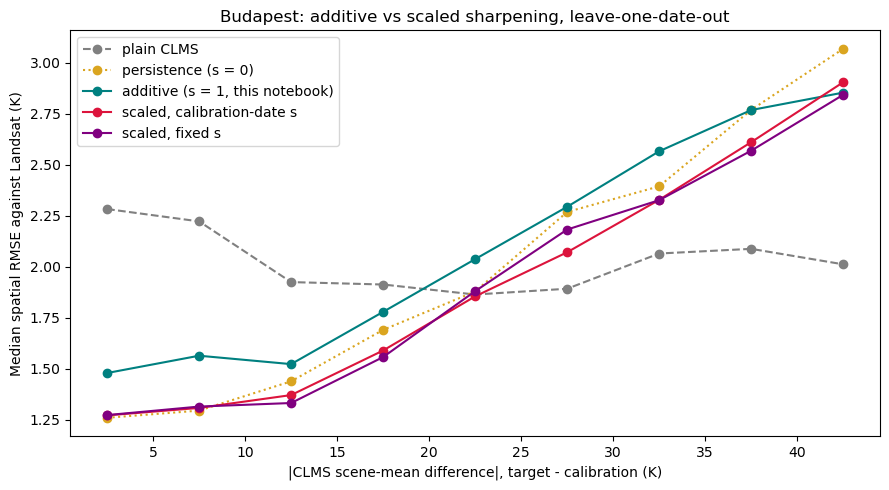 Budapest: additive vs scaled sharpening, leave-one-date-out
plain CLMS
persistence (s = 0)
additive (s = 1, this notebook)
scaled, calibration-date s
scaled, fixed s
Median spatial RMSE against Landsat (K)
3.00
2.75
2.50
2.25
2.00
1.75
1.50
1.25
5
10
15
20
25
30
35
40
|CLMS scene-mean difference|, target - calibration (K)